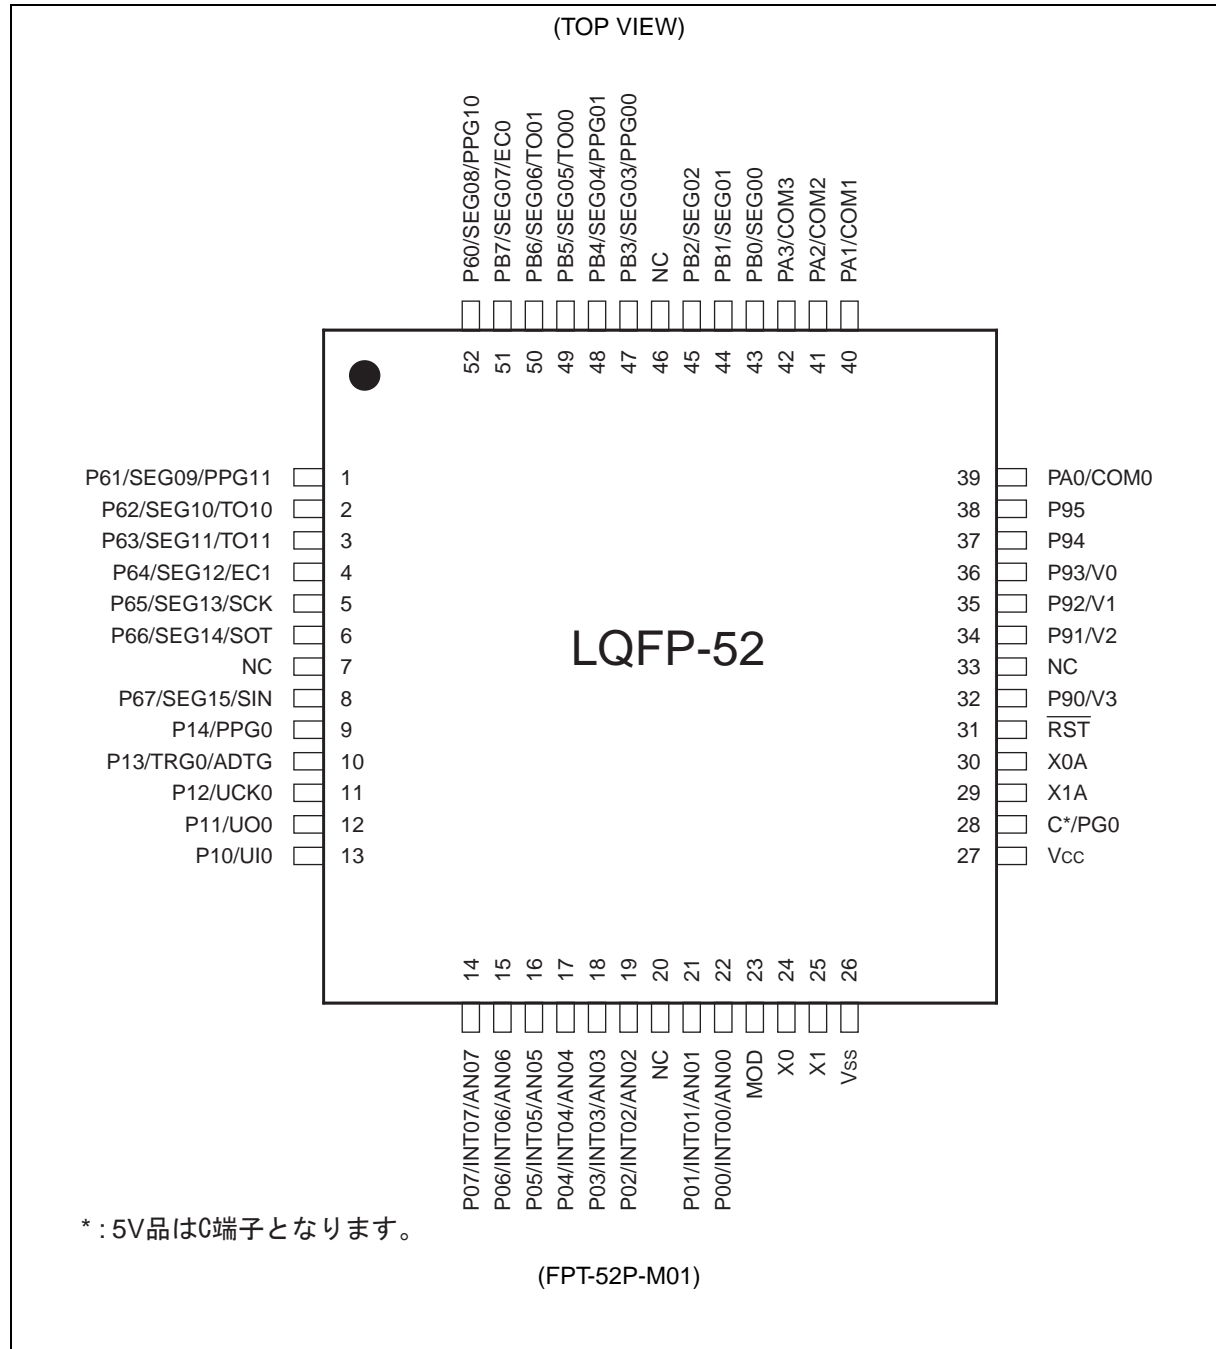 (TOP VIEW)
P60/SEG08/PPG10
PB7/SEG07/EC0
PB6/SEG06/TO01
PB5/SEG05/TO00
PB4/SEG04/PPG01
PB3/SEG03/PPG00
NC
PB2/SEG02
PB1/SEG01
PB0/SEG00
PA3/COM3
PA2/COM2
PA1/COM1
52 51 50 49 48 47 46 45 44 43 42 41 40
P61/SEG09/PPG11 1
P62/SEG10/TO10 2
P63/SEG11/TO11 3
P64/SEG12/EC1 4
P65/SEG13/SCK 5
P66/SEG14/SOT 6
NC 7
P67/SEG15/SIN 8
P14/PPG0 9
P13/TRG0/ADTG 10
P12/UCK0 11
P11/UO0 12
P10/UI0 13
LQFP-52
39 PA0/COM0
38 P95
37 P94
36 P93/V0
35 P92/V1
34 P91/V2
33 NC
32 P90/V3
31 RST
30 X0A
29 X1A
28 C*/PG0
27 Vcc
14 15 16 17 18 19 20 21 22 23 24 25 26
P07/INT07/AN07
P06/INT06/AN06
P05/INT05/AN05
P04/INT04/AN04
P03/INT03/AN03
P02/INT02/AN02
NC
P01/INT01/AN01
P00/INT00/AN00
MOD
X0
X1
Vss
* : 5V品はC端子となります。
(FPT-52P-M01)